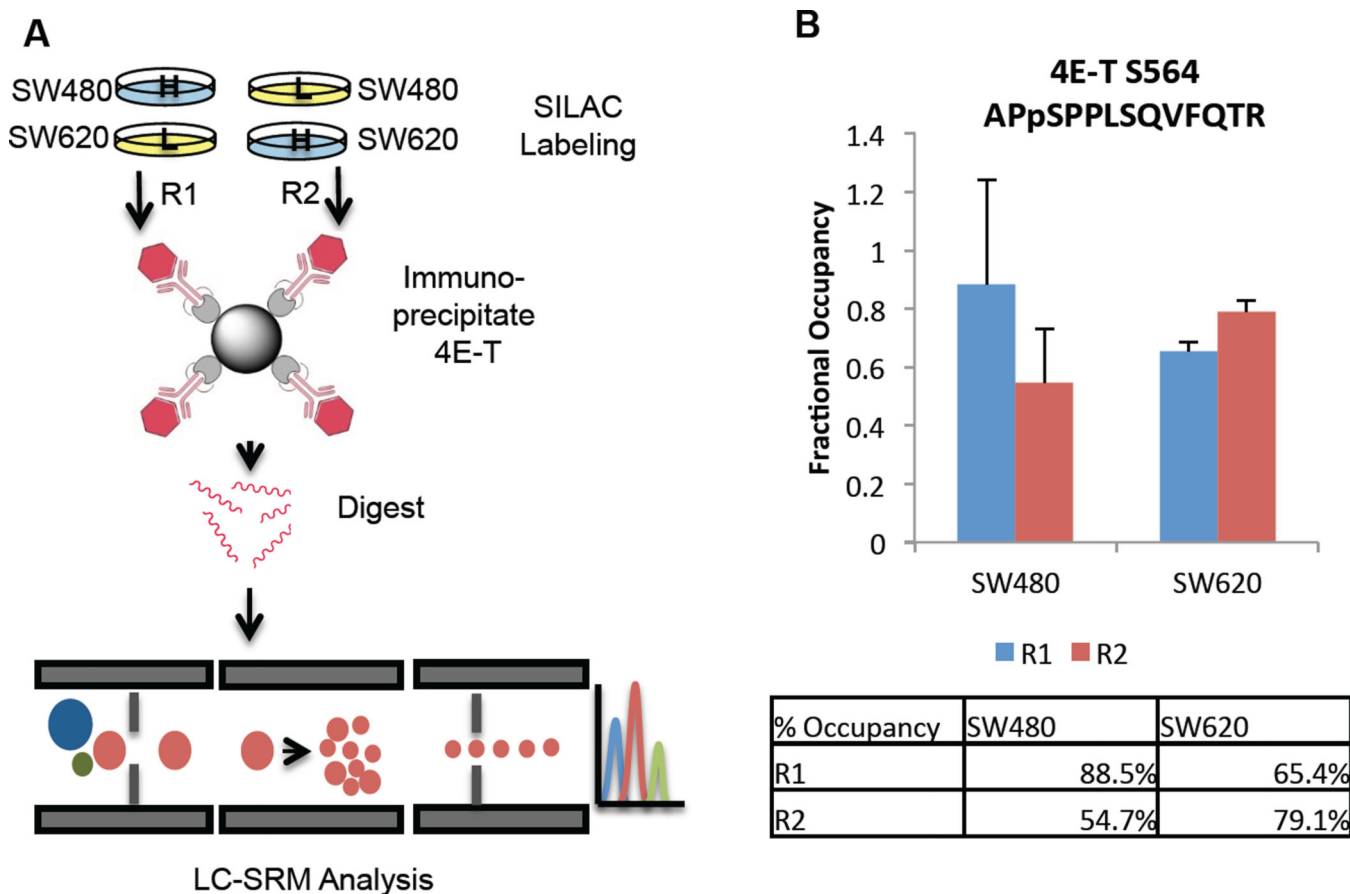 A
SW480 H L SW480
SW620 L H SW620
SILAC
Labeling
R1 R2
Immuno-
precipitate
4E-T
Digest
LC-SRM Analysis
B
4E-T S564
APpSPPLSQVFQTR
Fractional Occupancy
1.4
1.2
1
0.8
0.6
0.4
0.2
0
SW480 SW620
R1 R2
% Occupancy SW480 SW620
R1 88.5% 65.4%
R2 54.7% 79.1%